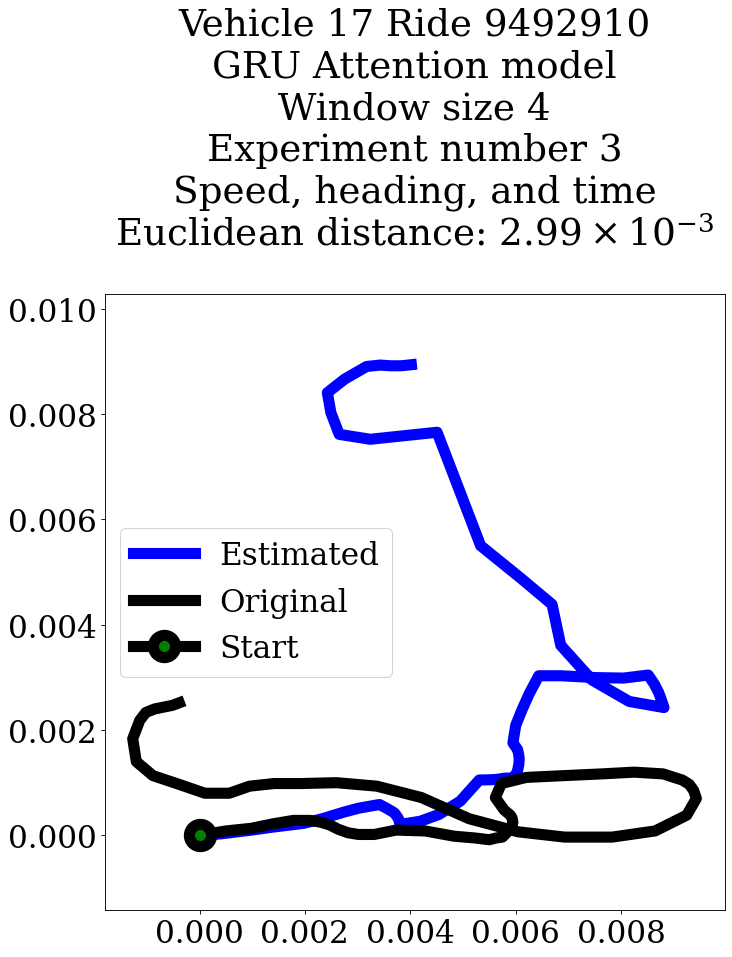 Vehicle 17 Ride 9492910
GRU Attention model
Window size 4
Experiment number 3
Speed, heading, and time
Euclidean distance: 2.99 × 10⁻³
0.010
0.008
0.006
0.004
0.002
0.000
Estimated
Original
Start
0.000 0.002 0.004 0.006 0.008